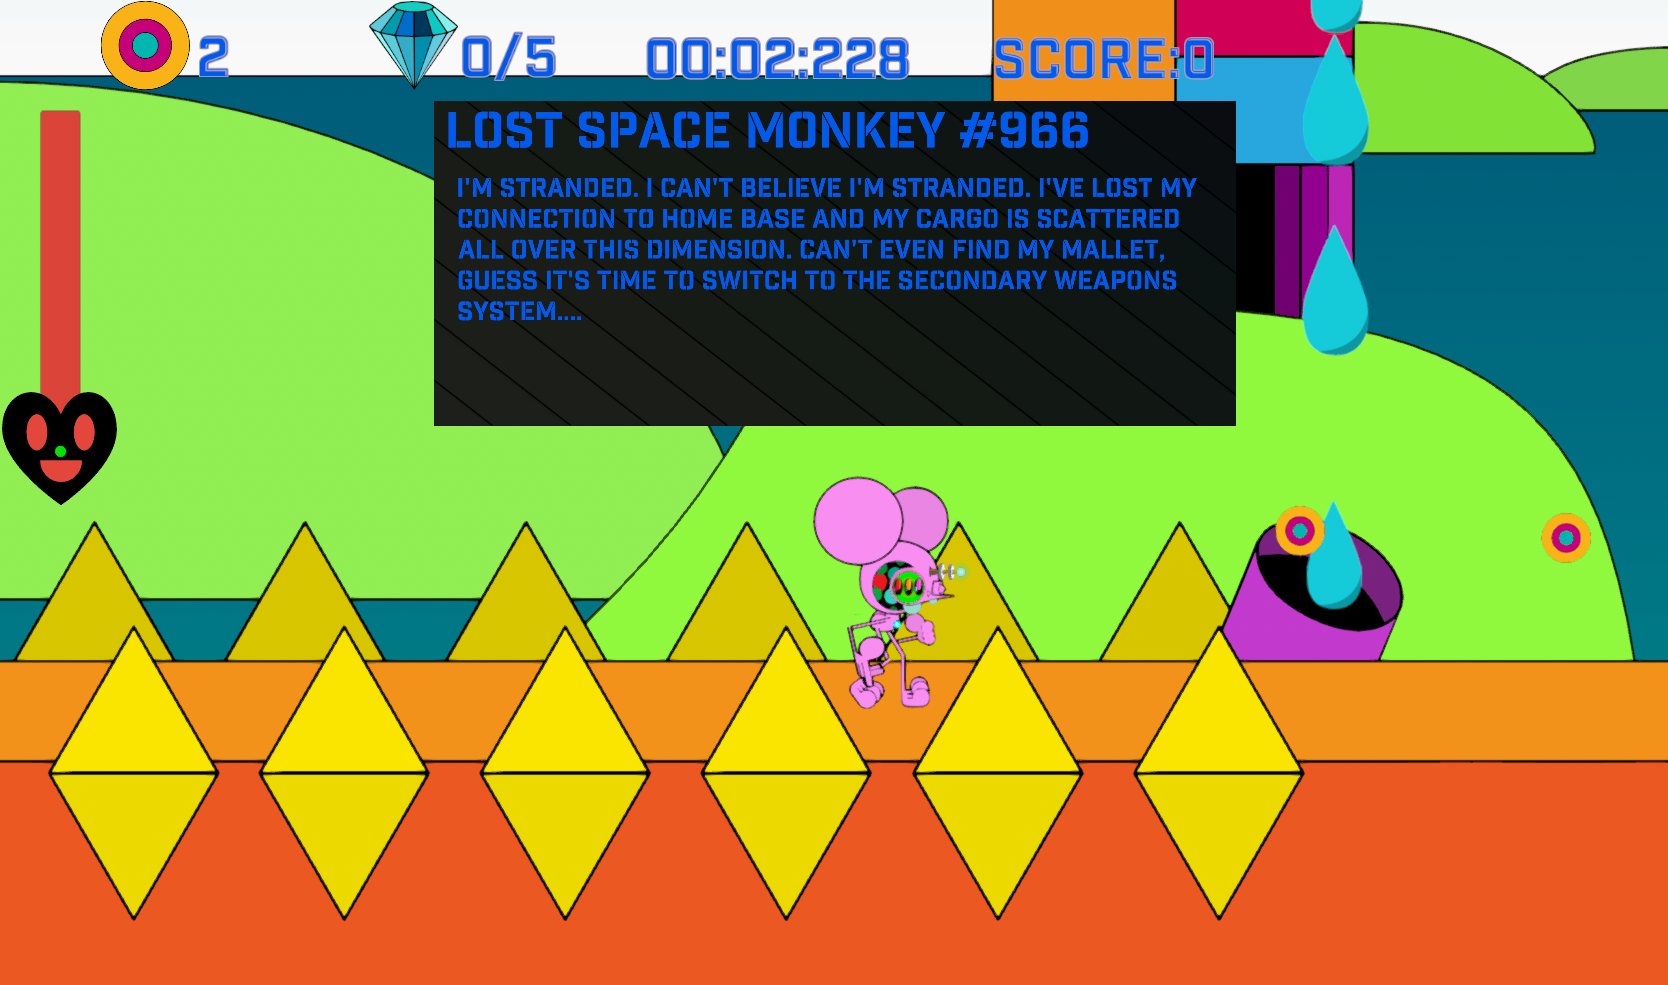 2 0/5 00:02:228 SCORE:0
LOST SPACE MONKEY #966
I'M STRANDED. I CAN'T BELIEVE I'M STRANDED. I'VE LOST MY
CONNECTION TO HOME BASE AND MY CARGO IS SCATTERED
ALL OVER THIS DIMENSION. CAN'T EVEN FIND MY MALLET,
GUESS IT'S TIME TO SWITCH TO THE SECONDARY WEAPONS
SYSTEM....